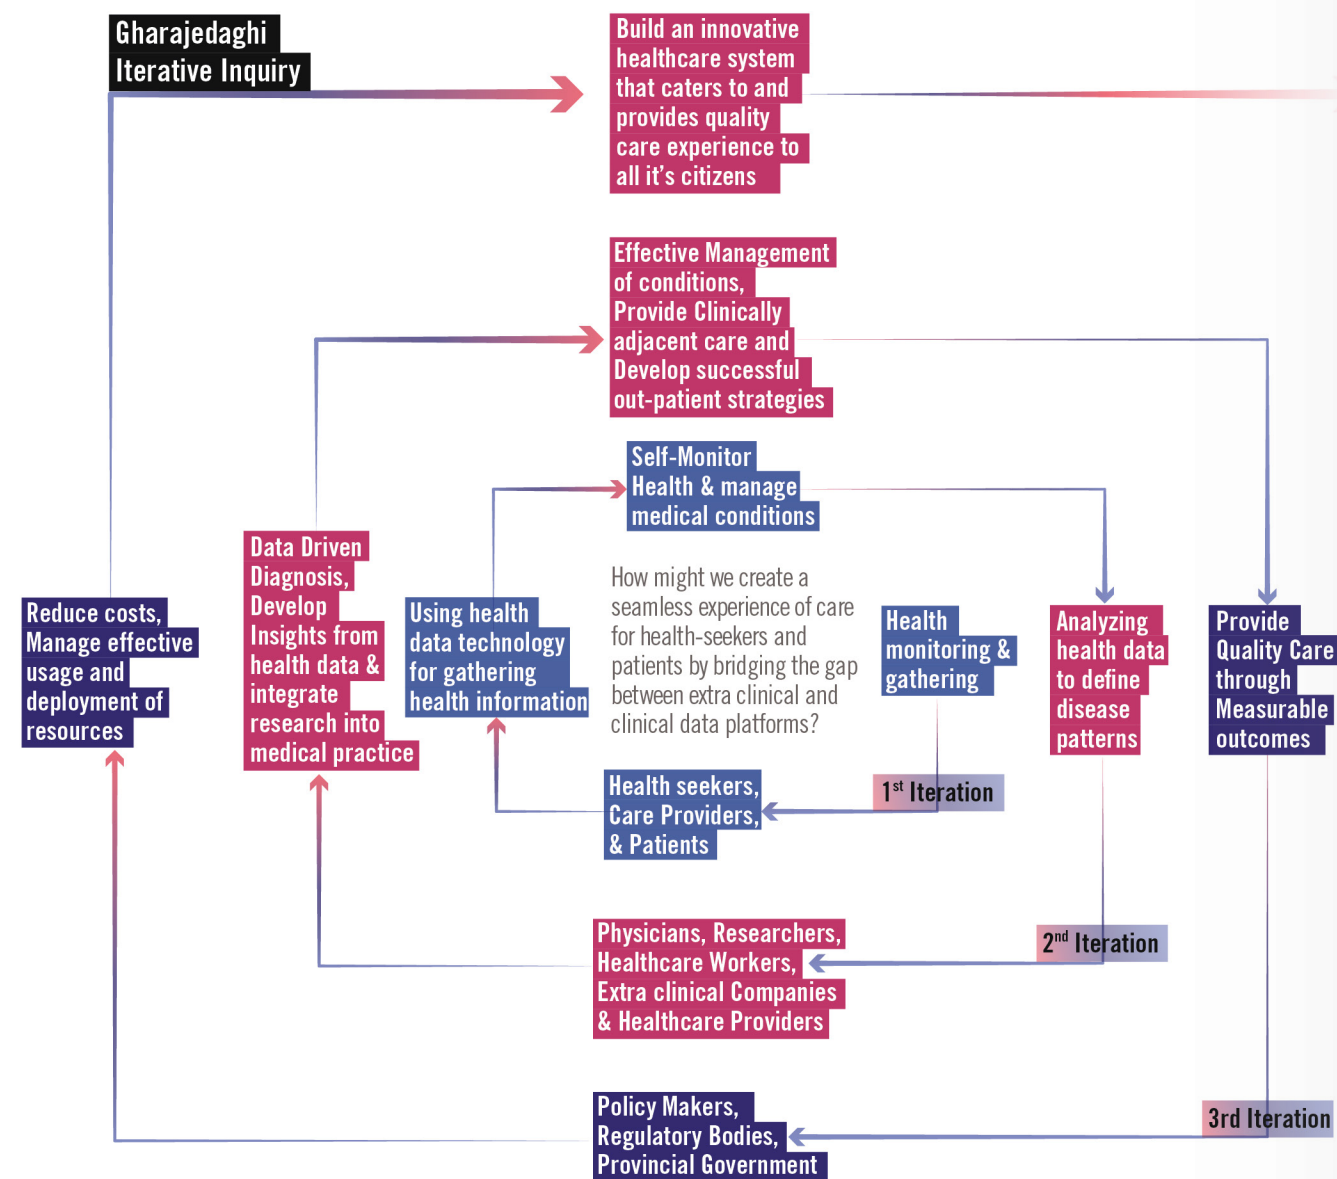 Gharajedaghi
Iterative Inquiry
Build an innovative
healthcare system
that caters to and
provides quality
care experience to
all it's citizens
Effective Management
of conditions,
Provide Clinically
adjacent care and
Develop successful
out-patient strategies
Self-Monitor
Health & manage
medical conditions
Data Driven
Diagnosis,
Develop
Insights from
health data &
integrate
research into
medical practice
Reduce costs,
Manage effective
usage and
deployment of
resources
Using health
data technology
for gathering
health information
How might we create a
seamless experience of care
for health-seekers and
patients by bridging the gap
between extra clinical and
clinical data platforms?
Health
monitoring &
gathering
Analyzing
health data
to define
disease
patterns
Provide
Quality Care
through
Measurable
outcomes
Health seekers,
Care Providers,
& Patients
1st Iteration
Physicians, Researchers,
Healthcare Workers,
Extra clinical Companies
& Healthcare Providers
2nd Iteration
Policy Makers,
Regulatory Bodies,
Provincial Government
3rd Iteration